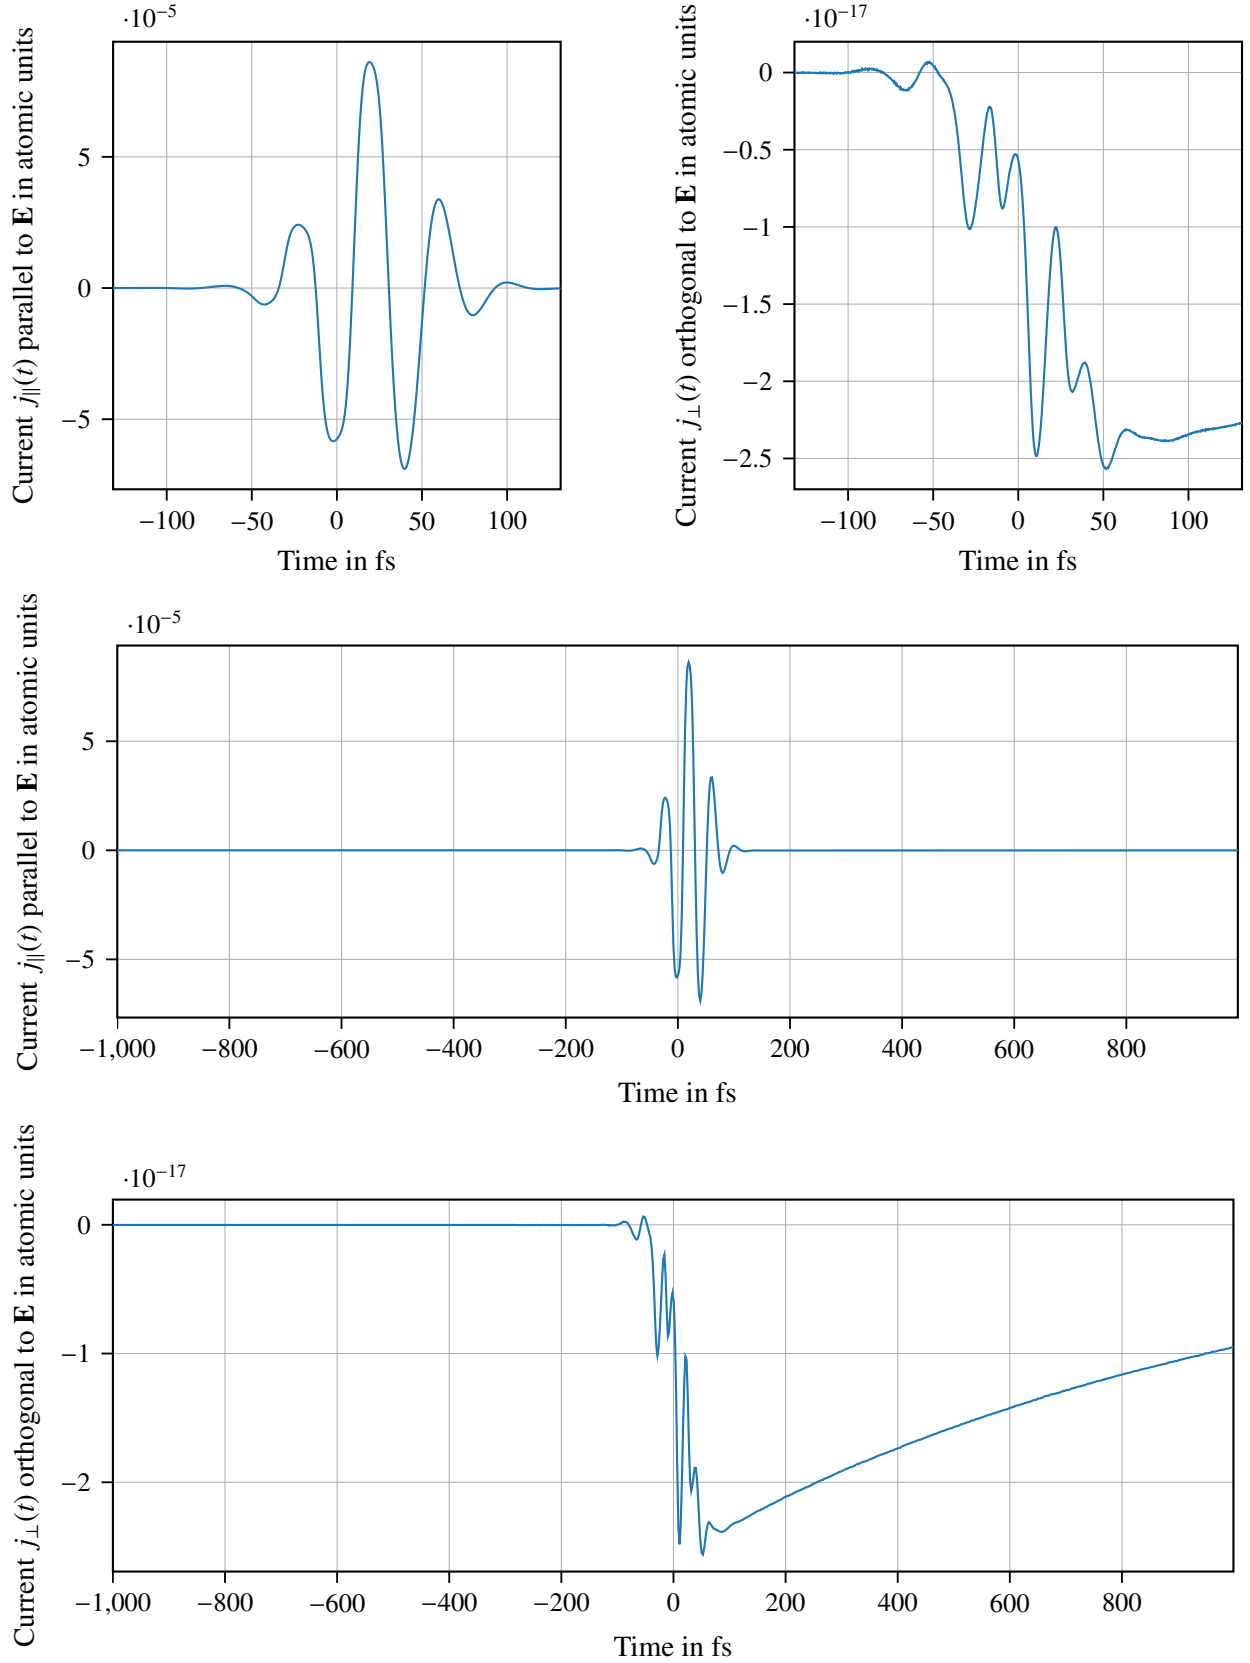 ·10−5
Current j∥(t) parallel to E in atomic units
5
0
−5
−100 −50 0 50 100
Time in fs
·10−17
Current j⊥(t) orthogonal to E in atomic units
0
−0.5
−1
−1.5
−2
−2.5
−100 −50 0 50 100
Time in fs
·10−5
Current j∥(t) parallel to E in atomic units
5
0
−5
−1,000 −800 −600 −400 −200 0 200 400 600 800
Time in fs
·10−17
Current j⊥(t) orthogonal to E in atomic units
0
−1
−2
−1,000 −800 −600 −400 −200 0 200 400 600 800
Time in fs